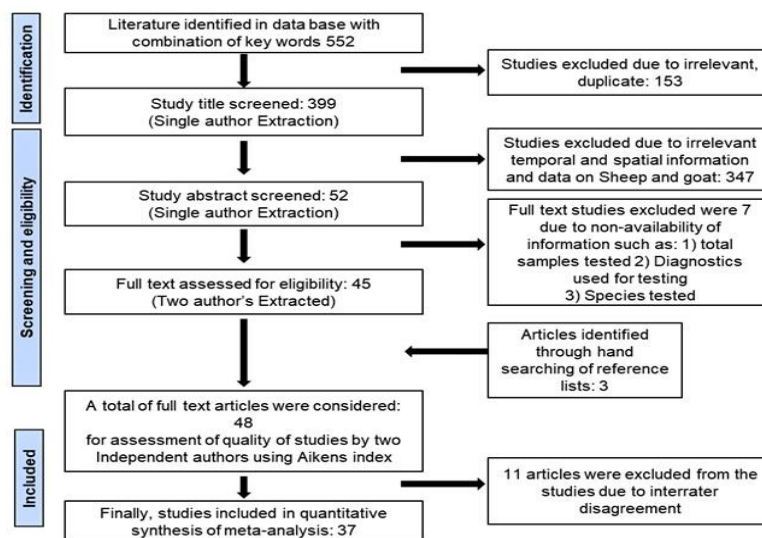 Identification
Literature identified in data base with
combination of key words 552
Studies excluded due to irrelevant,
duplicate: 153
Study title screened: 399
(Single author Extraction)
Screening and eligibility
Studies excluded due to irrelevant
temporal and spatial information
and data on Sheep and goat: 347
Study abstract screened: 52
(Single author Extraction)
Full text studies excluded were 7
due to non-availability of
information such as: 1) total
samples tested 2) Diagnostics
used for testing
3) Species tested
Full text assessed for eligibility: 45
(Two author's Extracted)
Articles identified
through hand
searching of reference
lists: 3
A total of full text articles were considered:
48
for assessment of quality of studies by two
Independent authors using Aikens index
Included
11 articles were excluded from the
studies due to interrater
disagreement
Finally, studies included in quantitative
synthesis of meta-analysis: 37